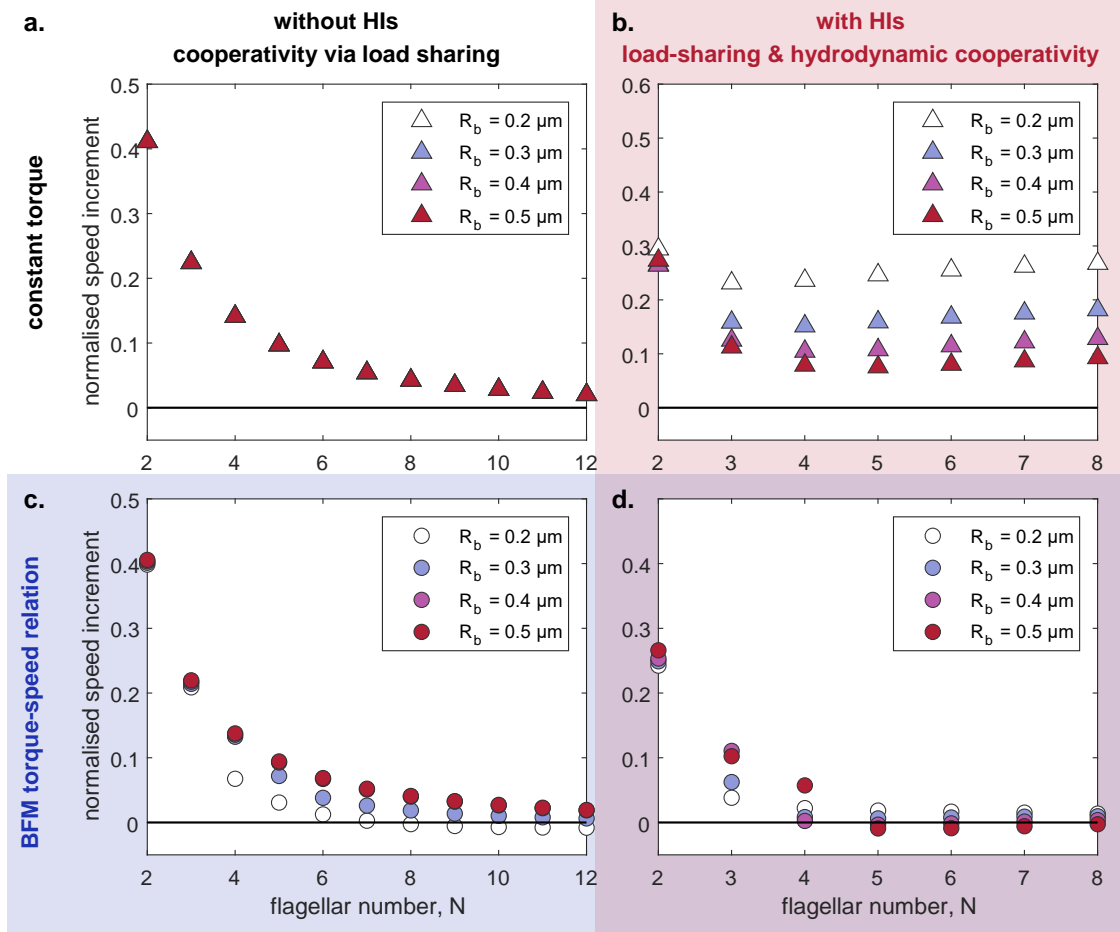 a.
without HIs
cooperativity via load sharing
normalised speed increment
constant torque
0.5
0.4
0.3
0.2
0.1
0
2
4
6
8
10
12
R_b = 0.2 µm
R_b = 0.3 µm
R_b = 0.4 µm
R_b = 0.5 µm
b.
with HIs
load-sharing & hydrodynamic cooperativity
0.6
0.5
0.4
0.3
0.2
0.1
0
2
3
4
5
6
7
8
R_b = 0.2 µm
R_b = 0.3 µm
R_b = 0.4 µm
R_b = 0.5 µm
c.
BFM torque-speed relation
normalised speed increment
0.5
0.4
0.3
0.2
0.1
0
2
4
6
8
10
12
flagellar number, N
R_b = 0.2 µm
R_b = 0.3 µm
R_b = 0.4 µm
R_b = 0.5 µm
d.
0.5
0.4
0.3
0.2
0.1
0
2
3
4
5
6
7
8
flagellar number, N
R_b = 0.2 µm
R_b = 0.3 µm
R_b = 0.4 µm
R_b = 0.5 µm